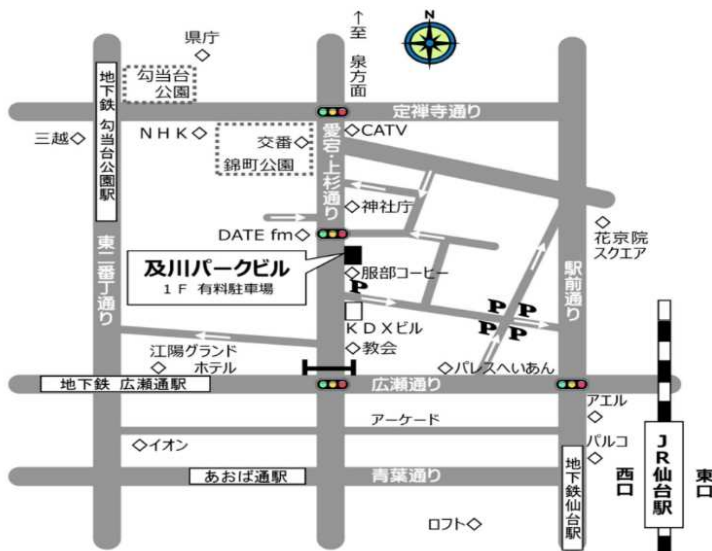 N
↑至 泉方面
県庁
勾当台
公園
地下鉄 勾当台公園駅
定禅寺通り
三越
NHK
交番
CATV
錦町公園
愛宕・上杉通り
神社庁
DATE fm
花京院
スクエア
及川パークビル
1F 有料駐車場
服部コーヒー
東二番丁通り
駅前通り
P
P P
P P
KDXビル
教会
江陽グランド
ホテル
パレスへいあん
地下鉄 広瀬通駅
広瀬通り
アエル
アーケード
パルコ
イオン
JR仙台駅
西口
東口
あおば通駅
青葉通り
地下鉄仙台駅
ロフト